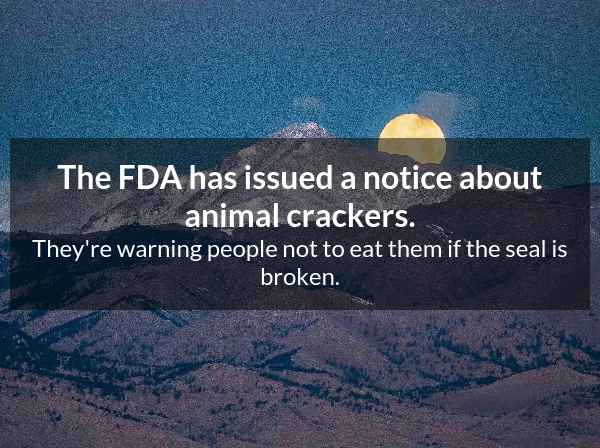 The FDA has issued a notice about
animal crackers.
They're warning people not to eat them if the seal is
broken.